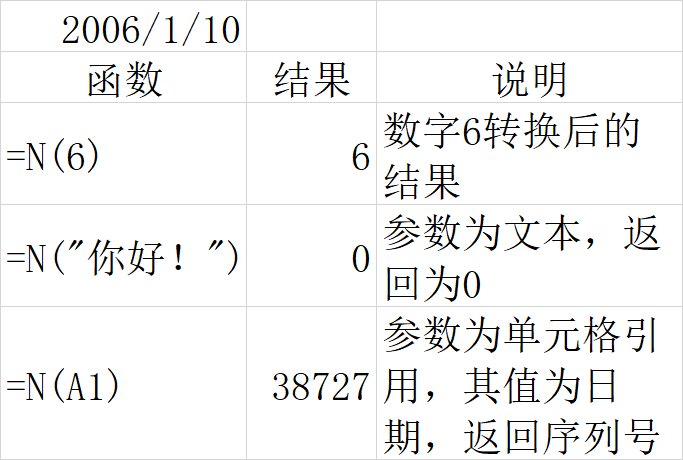 2006/1/10
函数 结果 说明
=N(6) 6 数字6转换后的
结果
=N("你好！") 0 参数为文本，返
回为0
=N(A1) 38727 参数为单元格引
用，其值为日
期，返回序列号